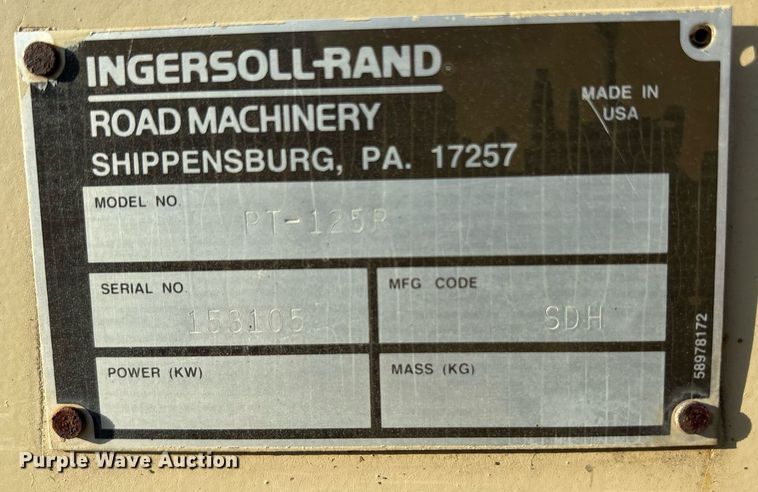 INGERSOLL-RAND®
ROAD MACHINERY
SHIPPENSBURG, PA. 17257
MADE IN
USA
MODEL NO.
PT-125R
SERIAL NO.
153105
MFG CODE
SDH
POWER (KW)
MASS (KG)
58978172
Purple Wave Auction